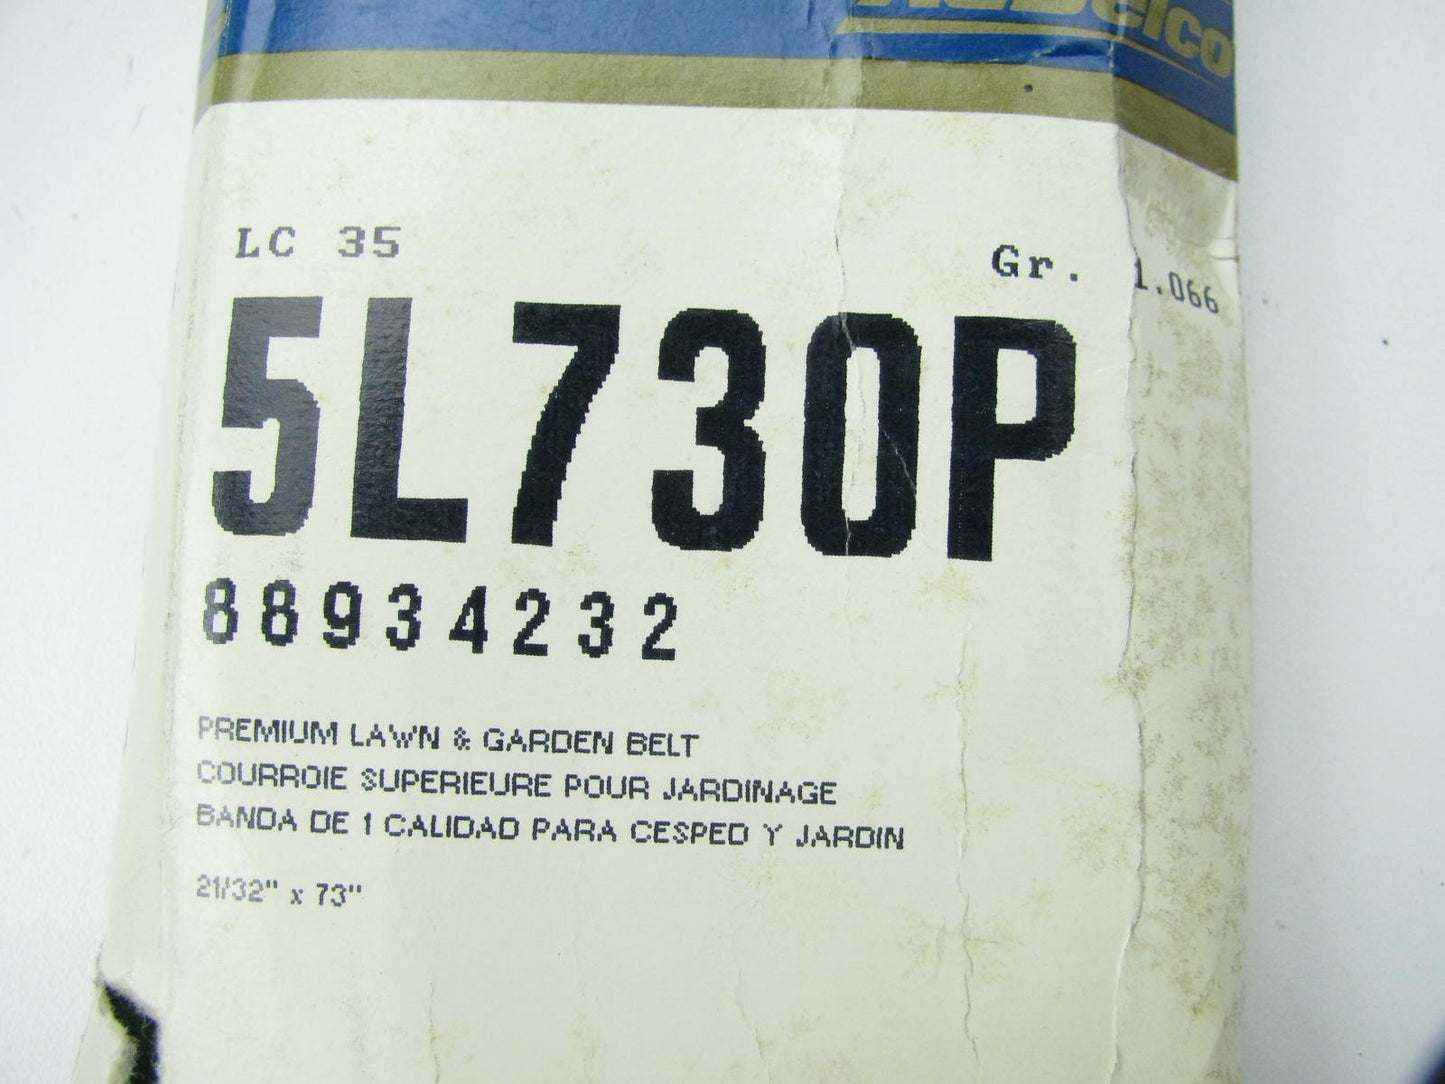 ACDelco
LC 35
Gr. 1.066
5L730P
88934232
PREMIUM LAWN & GARDEN BELT
COURROIE SUPERIEURE POUR JARDINAGE
BANDA DE 1 CALIDAD PARA CESPED Y JARDIN
21/32" x 73"